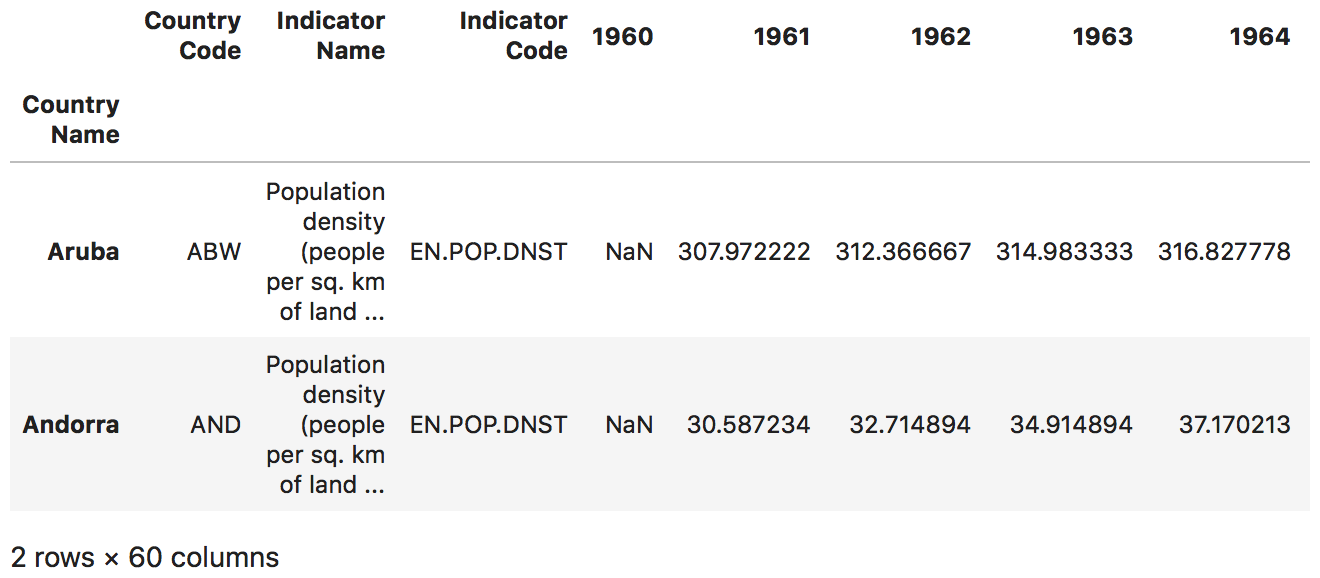 Country Code Indicator Name Indicator Code 1960 1961 1962 1963 1964
Country Name
Aruba ABW Population density (people per sq. km of land ... EN.POP.DNST NaN 307.972222 312.366667 314.983333 316.827778
Andorra AND Population density (people per sq. km of land ... EN.POP.DNST NaN 30.587234 32.714894 34.914894 37.170213
2 rows × 60 columns